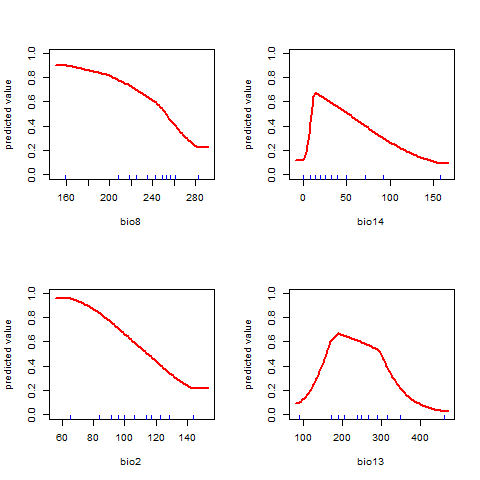 predicted value
0.0 0.2 0.4 0.6 0.8 1.0
160 200 240 280
bio8
predicted value
0.0 0.2 0.4 0.6 0.8 1.0
0 50 100 150
bio14
predicted value
0.0 0.2 0.4 0.6 0.8 1.0
60 80 100 120 140
bio2
predicted value
0.0 0.2 0.4 0.6 0.8 1.0
100 200 300 400
bio13